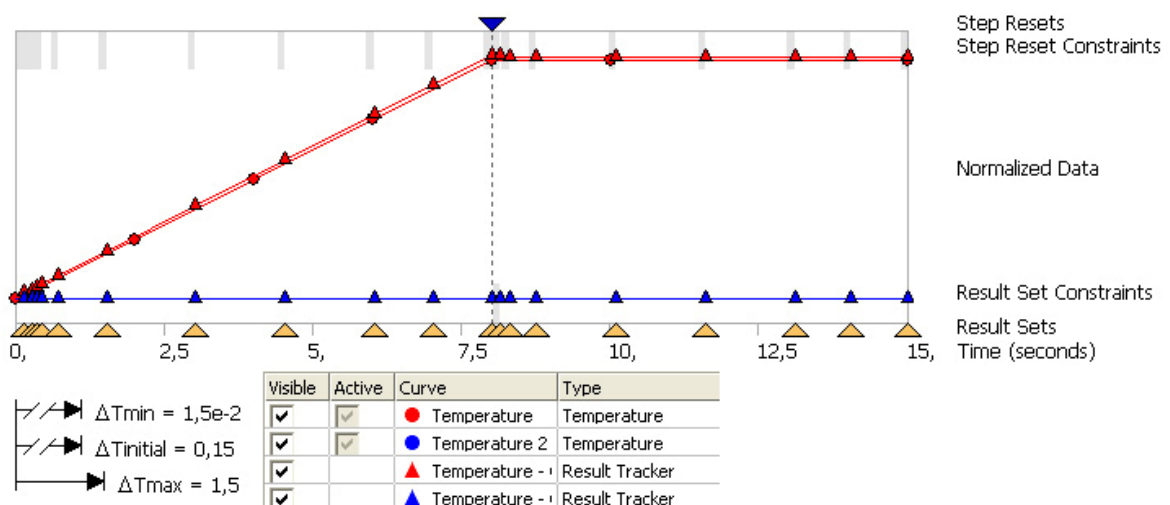 Step Resets
Step Reset Constraints
Normalized Data
Result Set Constraints
Result Sets
0, 2,5 5, 7,5 10, 12,5 15, Time (seconds)
Visible Active Curve Type
ΔTmin = 1,5e-2 Temperature Temperature
ΔTinitial = 0,15 Temperature 2 Temperature
ΔTmax = 1,5 Temperature - Result Tracker
Temperature - Result Tracker